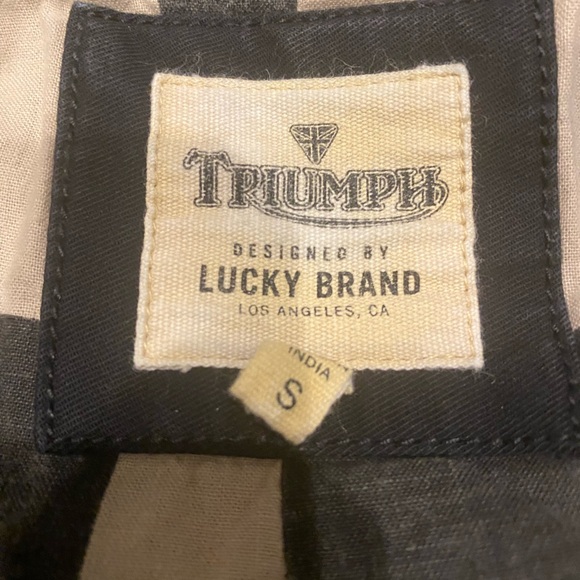 TRIUMPH
DESIGNED BY
LUCKY BRAND
LOS ANGELES, CA
INDIA
S